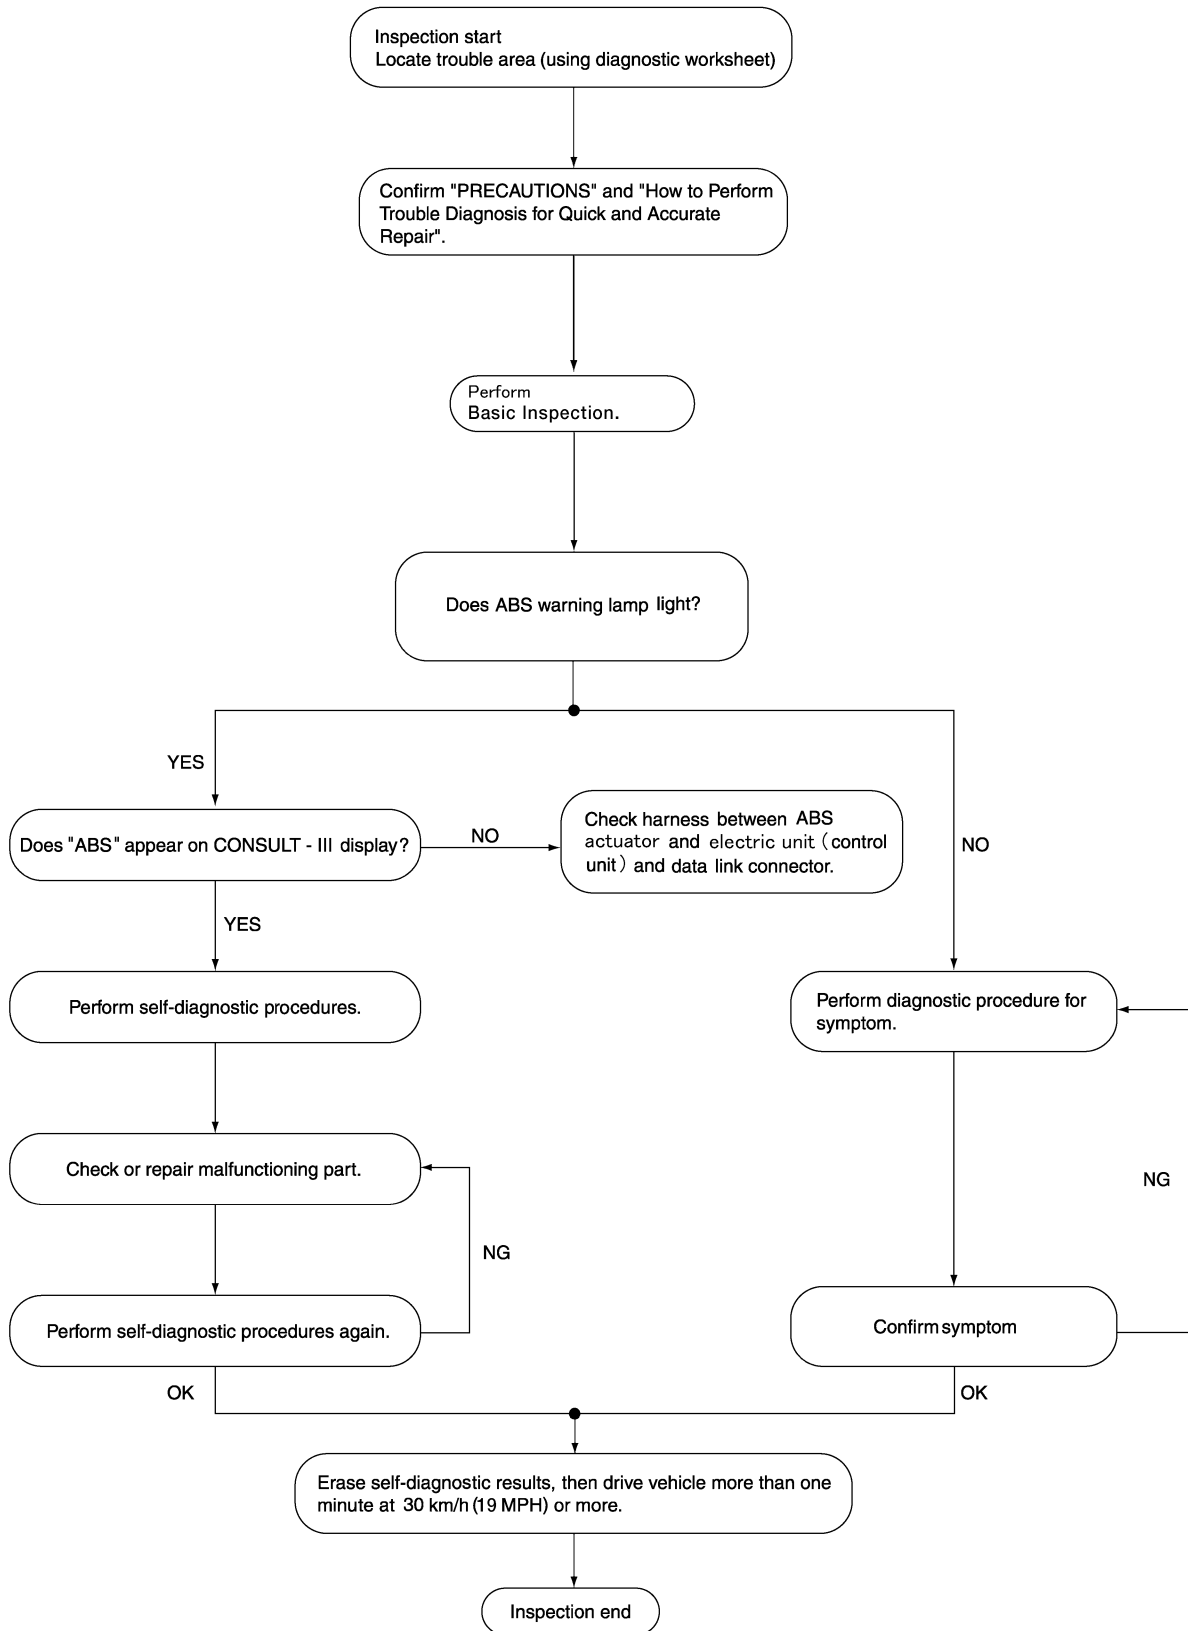 Inspection start
Locate trouble area (using diagnostic worksheet)
Confirm "PRECAUTIONS" and "How to Perform
Trouble Diagnosis for Quick and Accurate
Repair".
Perform
Basic Inspection.
Does ABS warning lamp light?
YES
NO
Does "ABS" appear on CONSULT - III display?
NO
Check harness between ABS
actuator and electric unit (control
unit) and data link connector.
YES
Perform self-diagnostic procedures.
Perform diagnostic procedure for
symptom.
Check or repair malfunctioning part.
NG
NG
Perform self-diagnostic procedures again.
Confirm symptom
OK
OK
Erase self-diagnostic results, then drive vehicle more than one
minute at 30 km/h (19 MPH) or more.
Inspection end